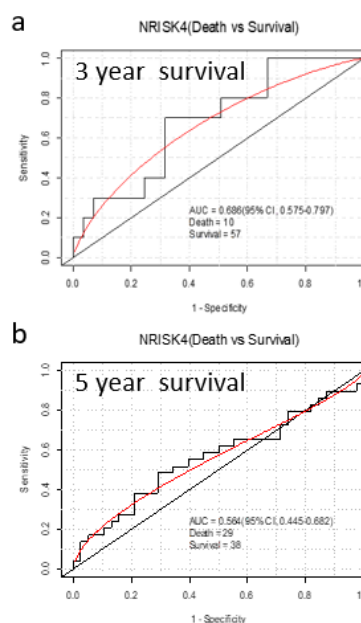 a
NRISK4(Death vs Survival)
3 year survival
Sensitivity
1.0
0.8
0.6
0.4
0.2
0.0
AUC = 0.686(95% CI, 0.575-0.797)
Death = 10
Survival = 57
0.0 0.2 0.4 0.6 0.8 1.0
1 - Specificity
b
NRISK4(Death vs Survival)
5 year survival
Sensitivity
1.0
0.8
0.6
0.4
0.2
0.0
AUC = 0.564(95% CI, 0.445-0.682)
Death = 29
Survival = 38
0.0 0.2 0.4 0.6 0.8 1.0
1 - Specificity